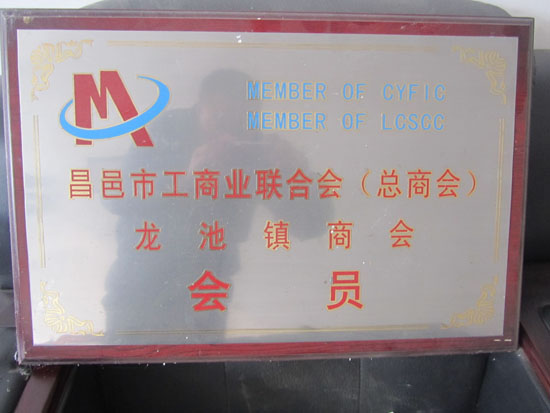 M
MEMBER OF CYFIC
MEMBER OF LCSCC
昌邑市工商业联合会（总商会）
龙池镇商会
会员